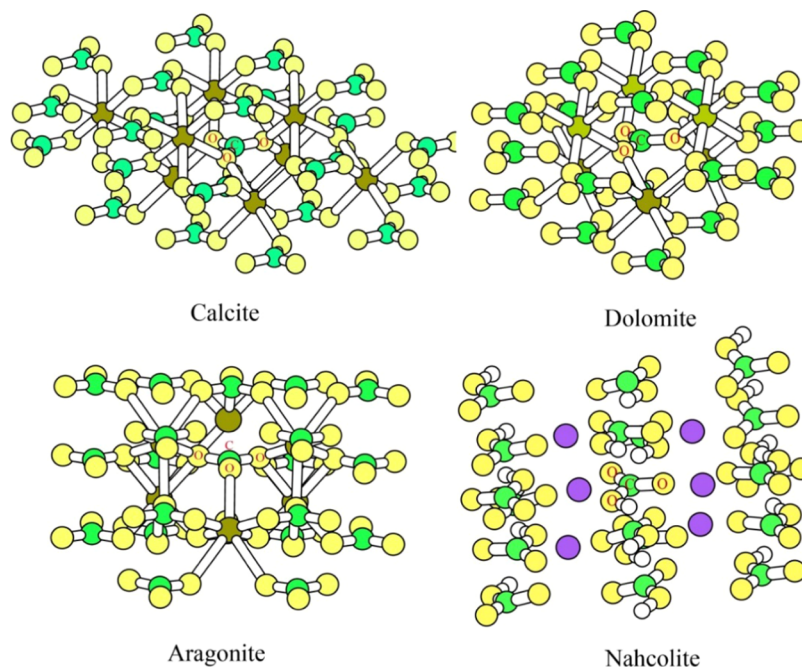 O C O
O
Calcite
O
C O
O
Dolomite
C
O O
O
Aragonite
O
C O
O
Nahcolite